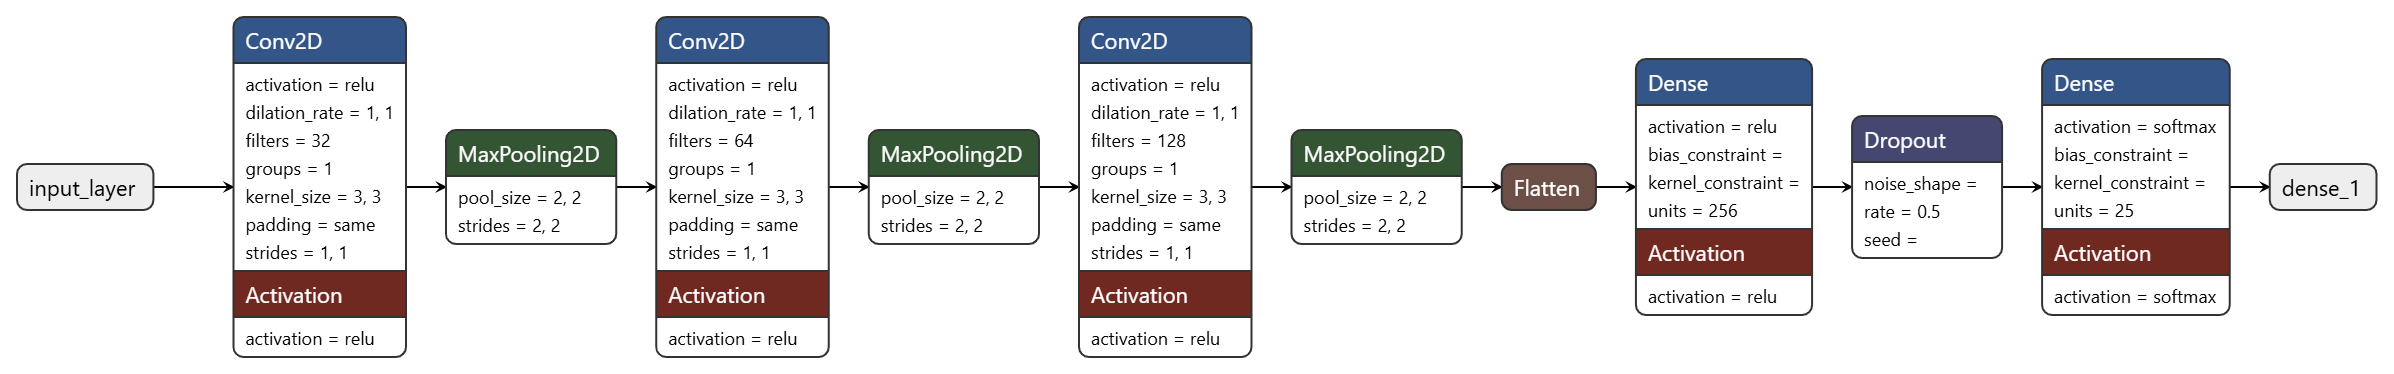 input_layer
Conv2D
activation = relu
dilation_rate = 1, 1
filters = 32
groups = 1
kernel_size = 3, 3
padding = same
strides = 1, 1
Activation
activation = relu
MaxPooling2D
pool_size = 2, 2
strides = 2, 2
Conv2D
activation = relu
dilation_rate = 1, 1
filters = 64
groups = 1
kernel_size = 3, 3
padding = same
strides = 1, 1
Activation
activation = relu
MaxPooling2D
pool_size = 2, 2
strides = 2, 2
Conv2D
activation = relu
dilation_rate = 1, 1
filters = 128
groups = 1
kernel_size = 3, 3
padding = same
strides = 1, 1
Activation
activation = relu
MaxPooling2D
pool_size = 2, 2
strides = 2, 2
Flatten
Dense
activation = relu
bias_constraint =
kernel_constraint =
units = 256
Activation
activation = relu
Dropout
noise_shape =
rate = 0.5
seed =
Dense
activation = softmax
bias_constraint =
kernel_constraint =
units = 25
Activation
activation = softmax
dense_1